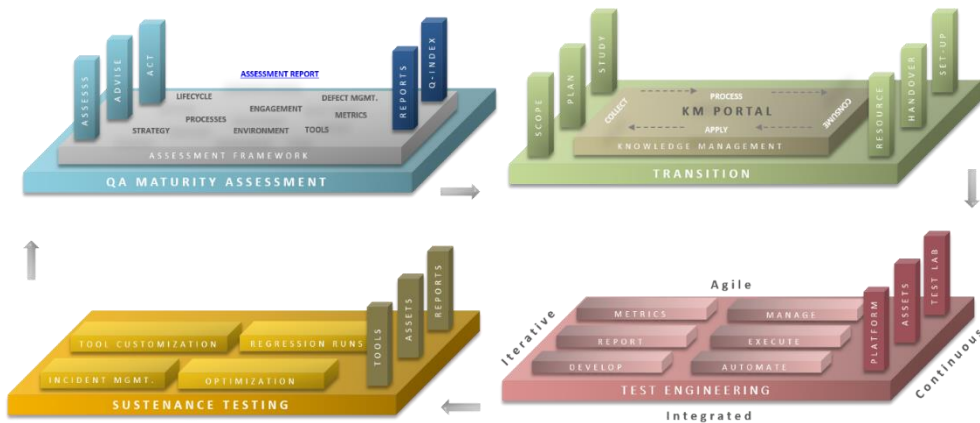 ASSESSS
ADVISE
ACT
ASSESSMENT REPORT
LIFECYCLE
DEFECT MGMT.
ENGAGEMENT
METRICS
PROCESSES
STRATEGY
ENVIRONMENT
TOOLS
REPORTS
Q-INDEX
ASSESSMENT FRAMEWORK
QA MATURITY ASSESSMENT
SCOPE
PLAN
STUDY
COLLECT
PROCESS
KM PORTAL
APPLY
CONSUME
RESOURCE
HANDOVER
SET-UP
KNOWLEDGE MANAGEMENT
TRANSITION
TOOL CUSTOMIZATION
REGRESSION RUNS
INCIDENT MGMT.
OPTIMIZATION
TOOLS
ASSETS
REPORTS
SUSTENANCE TESTING
Agile
Iterative
METRICS
MANAGE
REPORT
EXECUTE
DEVELOP
AUTOMATE
PLATFORM
ASSETS
TEST LAB
Continuous
TEST ENGINEERING
Integrated